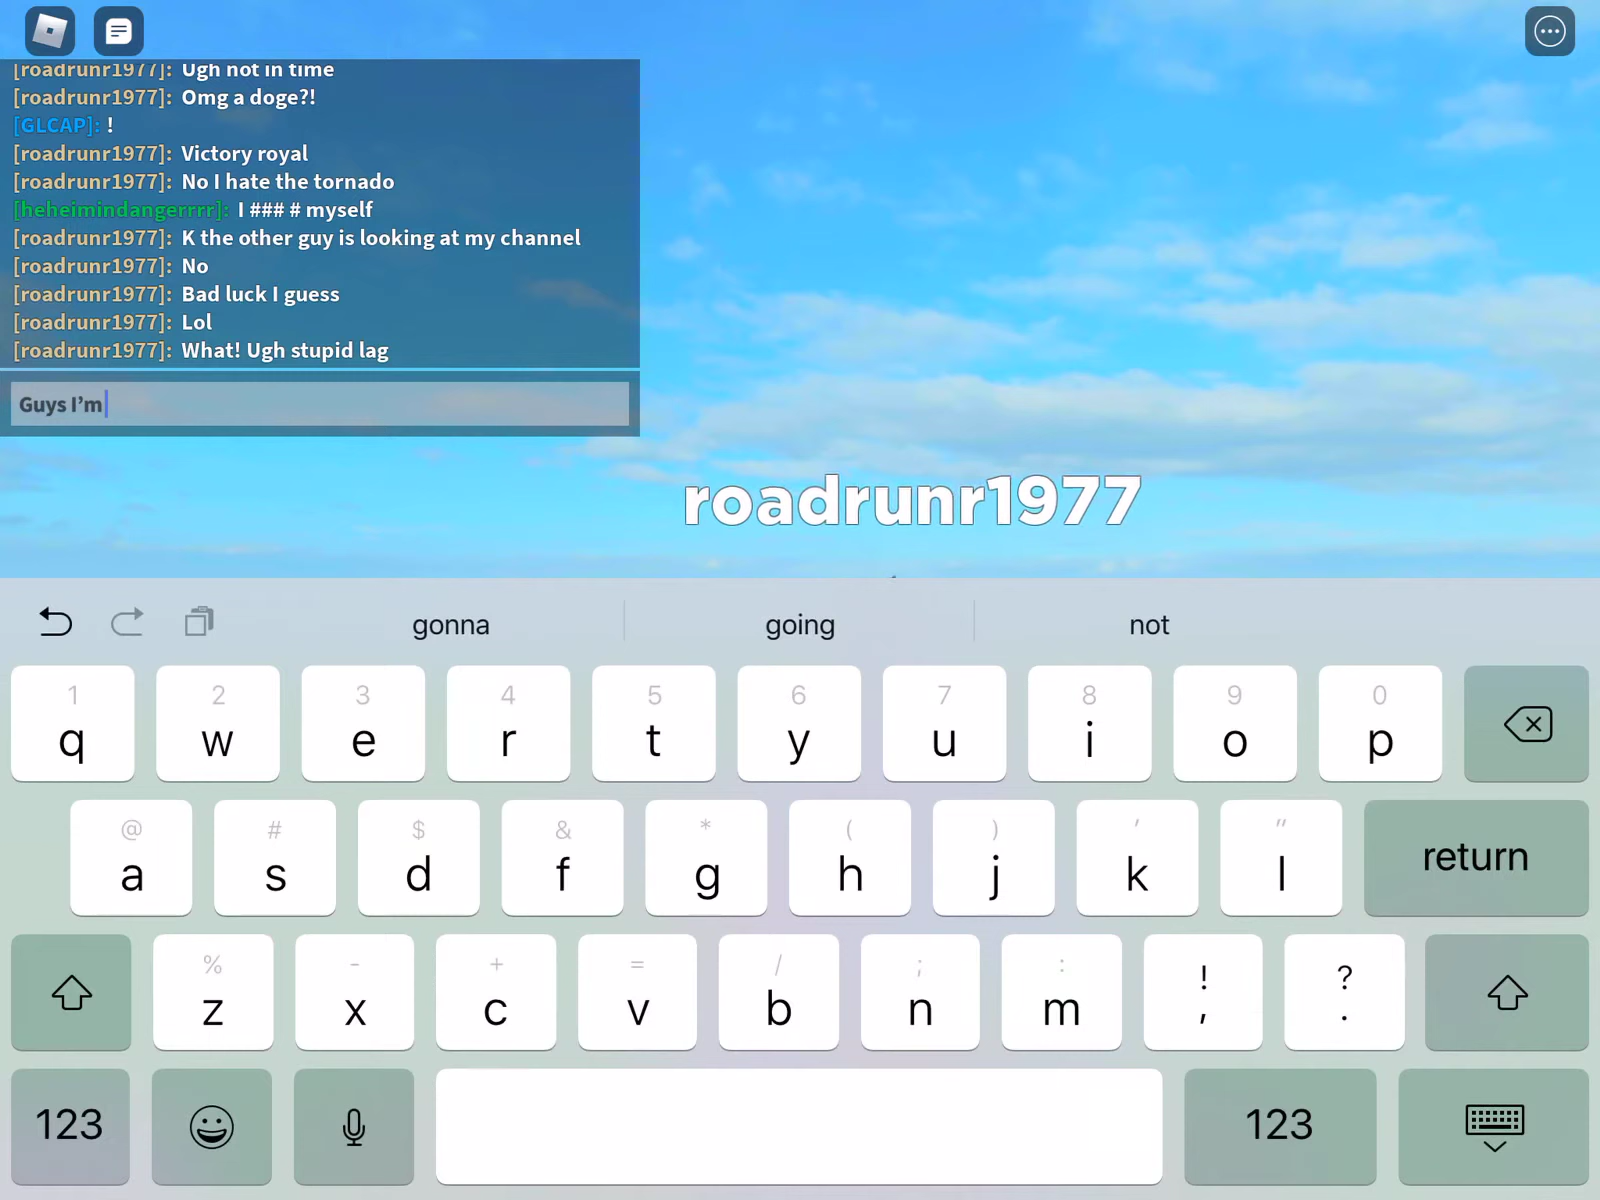 [roadrunr1977]: Ugh not in time
[roadrunr1977]: Omg a doge?!
[GLCAP]: !
[roadrunr1977]: Victory royal
[roadrunr1977]: No I hate the tornado
[heheimindangerrrr]: I ### # myself
[roadrunr1977]: K the other guy is looking at my channel
[roadrunr1977]: No
[roadrunr1977]: Bad luck I guess
[roadrunr1977]: Lol
[roadrunr1977]: What! Ugh stupid lag
Guys I’m
roadrunr1977
gonna going not
1 2 3 4 5 6 7 8 9 0
q w e r t y u i o p
@ # $ & * ( ) ' "
a s d f g h j k l return
% - + = / ; : ! ?
z x c v b n m , .
123 123